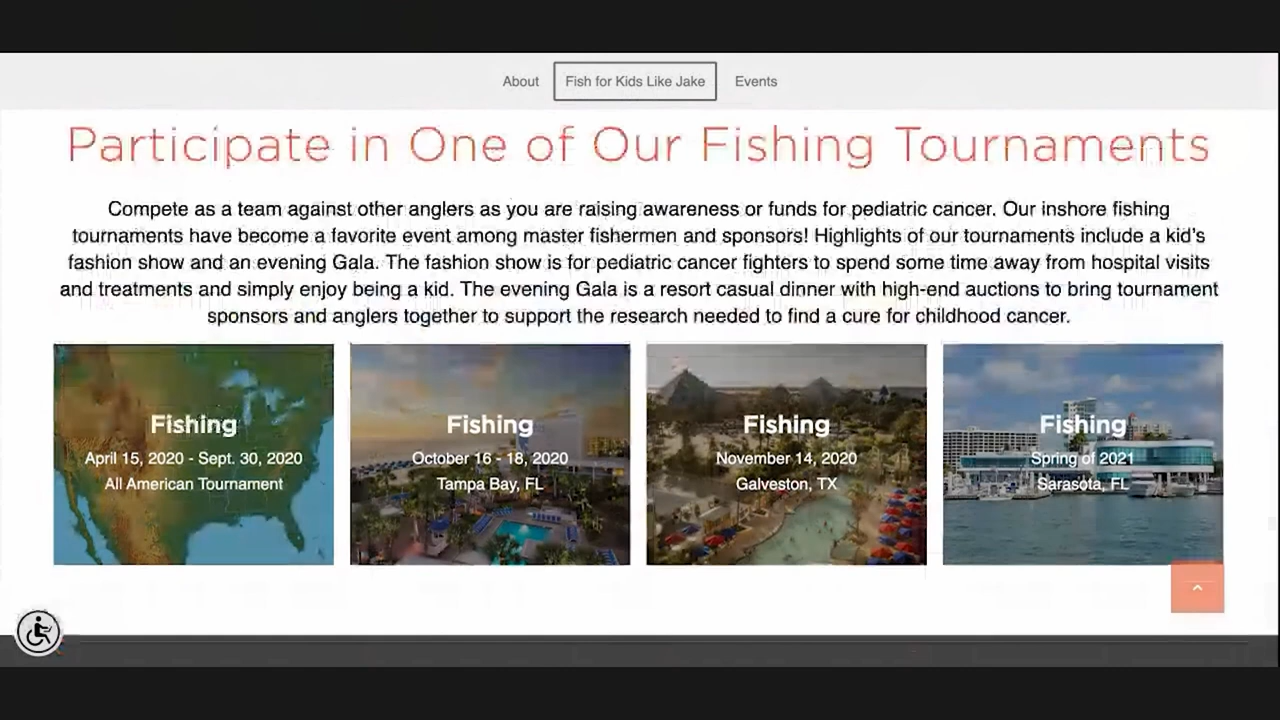 About
Fish for Kids Like Jake
Events
Participate in One of Our Fishing Tournaments
Compete as a team against other anglers as you are raising awareness or funds for pediatric cancer. Our inshore fishing
tournaments have become a favorite event among master fishermen and sponsors! Highlights of our tournaments include a kid's
fashion show and an evening Gala. The fashion show is for pediatric cancer fighters to spend some time away from hospital visits
and treatments and simply enjoy being a kid. The evening Gala is a resort casual dinner with high-end auctions to bring tournament
sponsors and anglers together to support the research needed to find a cure for childhood cancer.
Fishing
April 15, 2020 - Sept. 30, 2020
All American Tournament
Fishing
October 16 - 18, 2020
Tampa Bay, FL
Fishing
November 14, 2020
Galveston, TX
Fishing
Spring of 2021
Sarasota, FL